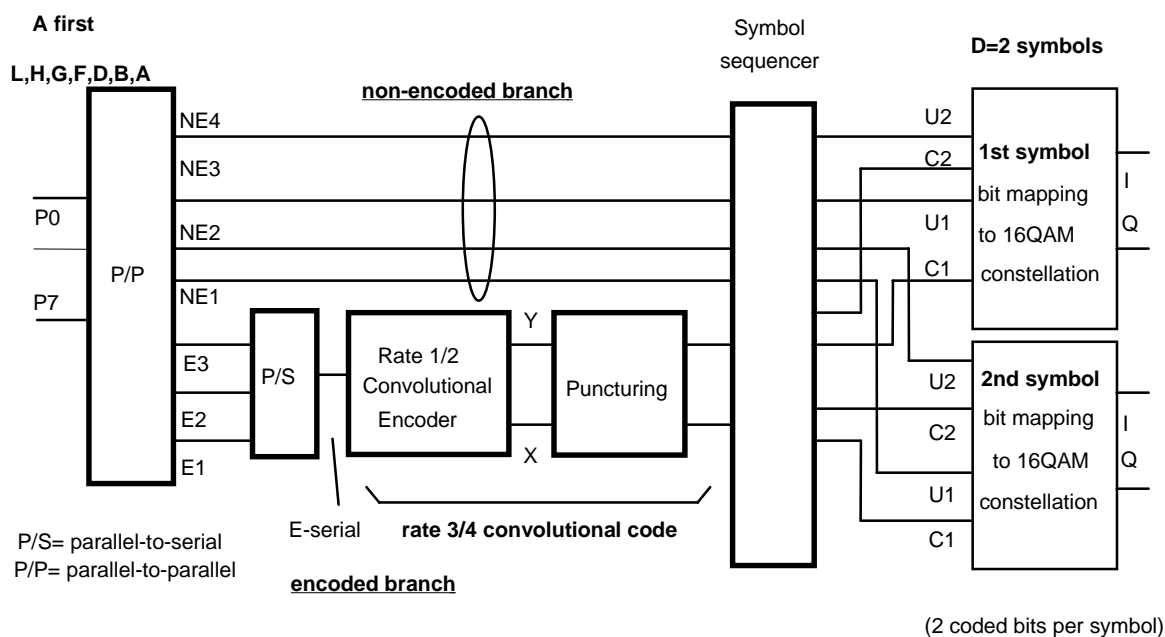 A first
L,H,G,F,D,B,A
P0
P7
P/P
NE4
NE3
NE2
NE1
E3
E2
E1
non-encoded branch
P/S
E-serial
Rate 1/2
Convolutional
Encoder
Y
X
Puncturing
rate 3/4 convolutional code
encoded branch
P/S= parallel-to-serial
P/P= parallel-to-parallel
Symbol
sequencer
D=2 symbols
U2
C2
U1
C1
1st symbol
bit mapping
to 16QAM
constellation
I
Q
U2
C2
U1
C1
2nd symbol
bit mapping
to 16QAM
constellation
I
Q
(2 coded bits per symbol)